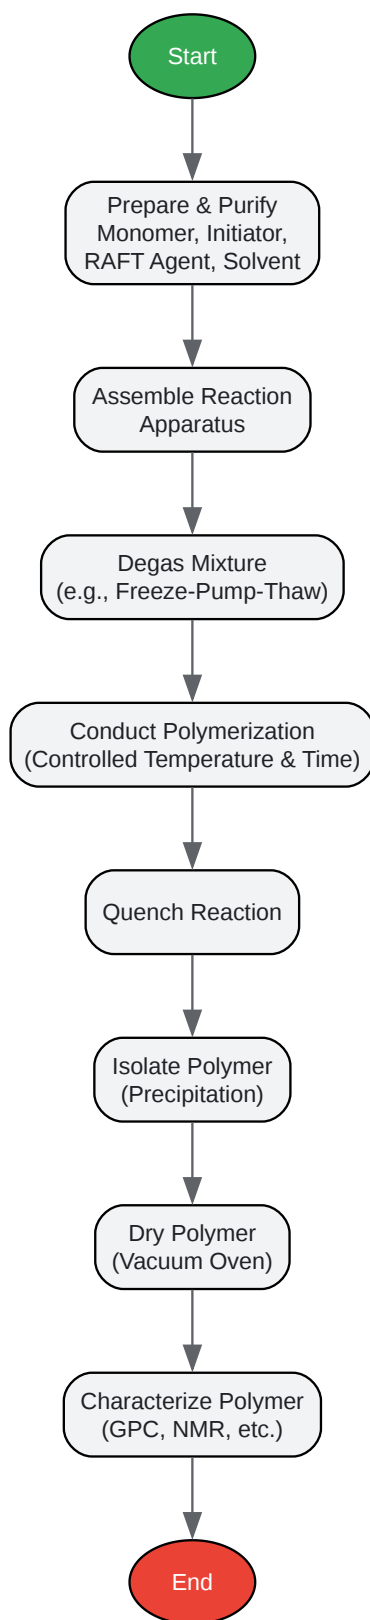 Start
Prepare & Purify
Monomer, Initiator,
RAFT Agent, Solvent
Assemble Reaction
Apparatus
Degas Mixture
(e.g., Freeze-Pump-Thaw)
Conduct Polymerization
(Controlled Temperature & Time)
Quench Reaction
Isolate Polymer
(Precipitation)
Dry Polymer
(Vacuum Oven)
Characterize Polymer
(GPC, NMR, etc.)
End